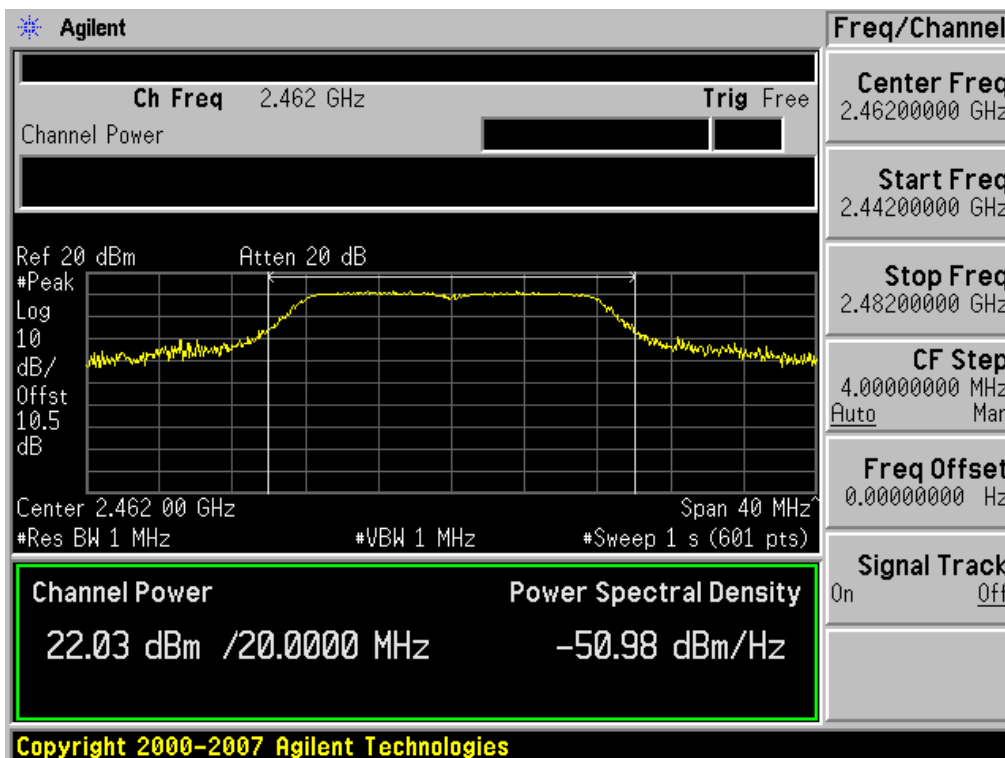 Agilent
Freq/Channel
Ch Freq 2.462 GHz Trig Free
Channel Power
Center Freq
2.46200000 GHz
Start Freq
2.44200000 GHz
Stop Freq
2.48200000 GHz
CF Step
4.00000000 MHz
Auto Man
Freq Offset
0.00000000 Hz
Signal Track
On Off
Ref 20 dBm Atten 20 dB
#Peak
Log
10
dB/
Offst
10.5
dB
Center 2.462 00 GHz Span 40 MHz^
#Res BW 1 MHz #VBW 1 MHz #Sweep 1 s (601 pts)
Channel Power Power Spectral Density
22.03 dBm /20.0000 MHz -50.98 dBm/Hz
Copyright 2000-2007 Agilent Technologies